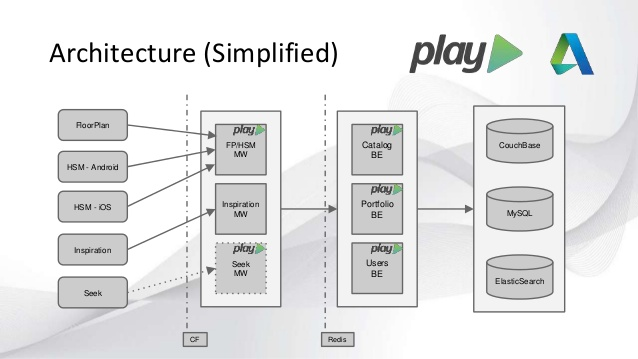 Architecture (Simplified)
play
FloorPlan
HSM - Android
HSM - iOS
Inspiration
Seek
play
FP/HSM
MW
Inspiration
MW
play
Seek
MW
play
Catalog
BE
play
Portfolio
BE
play
Users
BE
CouchBase
MySQL
ElasticSearch
CF
Redis